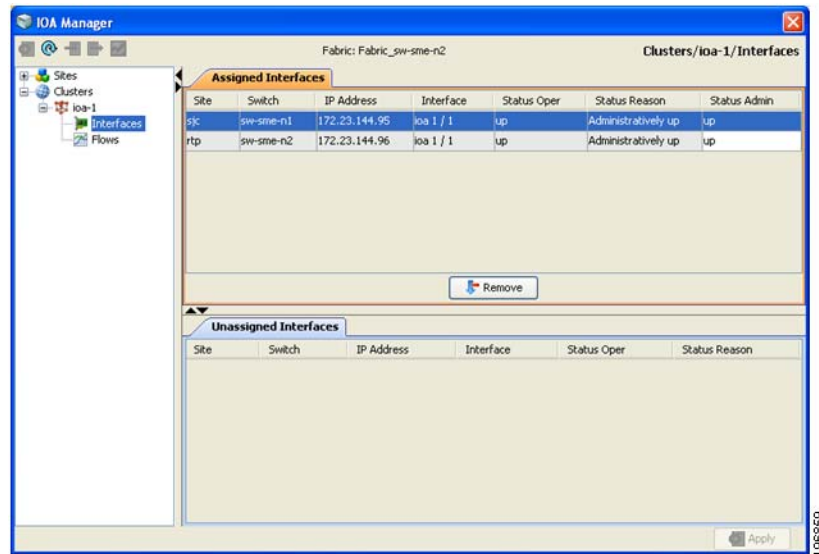 IOA Manager
Fabric: Fabric_sw-sme-n2
Clusters/ioa-1/Interfaces
Sites
Clusters
ioa-1
Interfaces
Flows
Assigned Interfaces
Site Switch IP Address Interface Status Oper Status Reason Status Admin
sjc sw-sme-n1 172.23.144.95 ioa 1 / 1 up Administratively up up
rtp sw-sme-n2 172.23.144.96 ioa 1 / 1 up Administratively up up
Remove
Unassigned Interfaces
Site Switch IP Address Interface Status Oper Status Reason
Apply
196859